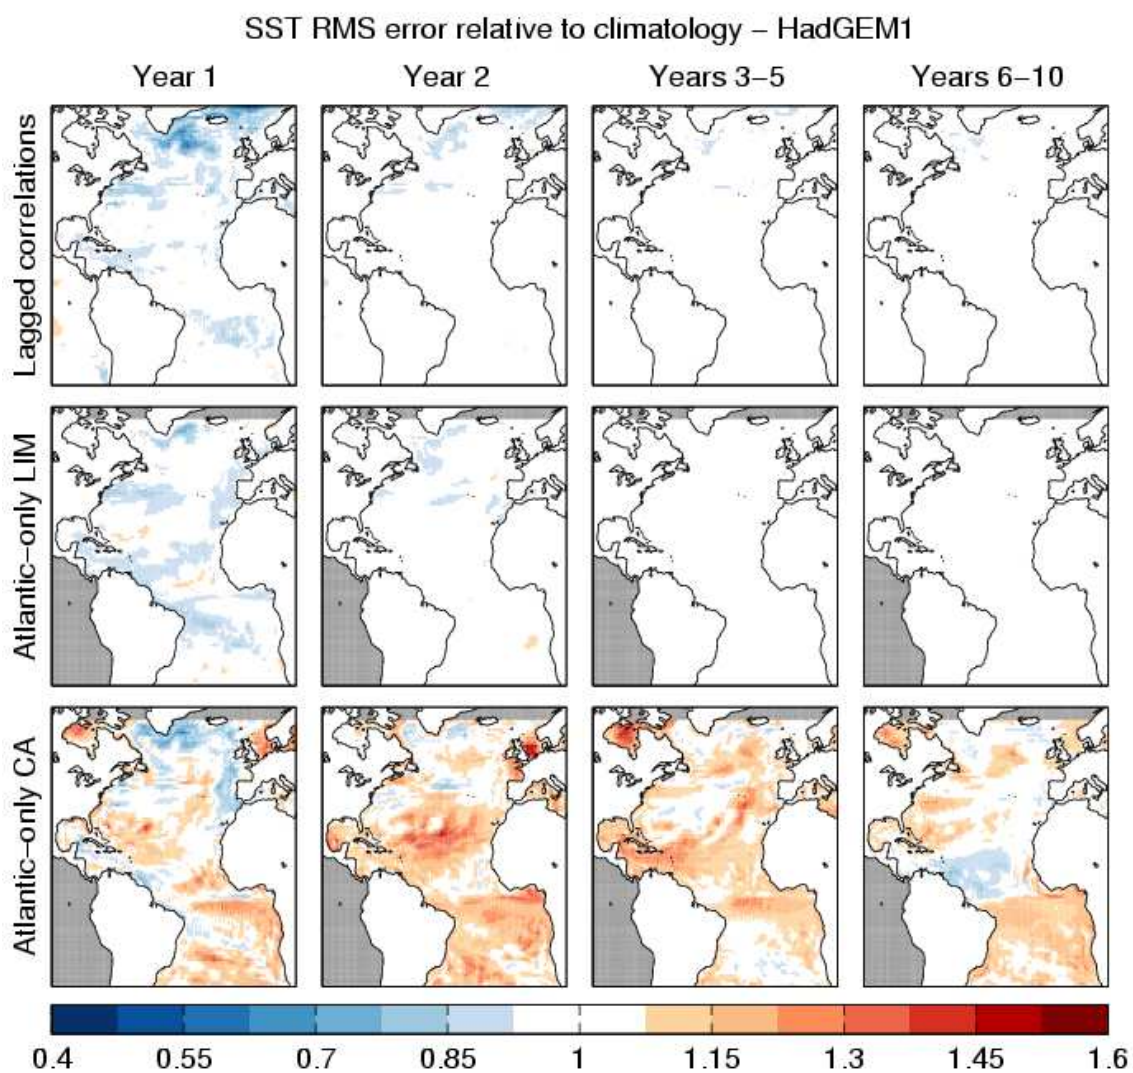 SST RMS error relative to climatology – HadGEM1
Year 1 Year 2 Years 3–5 Years 6–10
Lagged correlations
Atlantic–only LIM
Atlantic–only CA
0.4 0.55 0.7 0.85 1 1.15 1.3 1.45 1.6